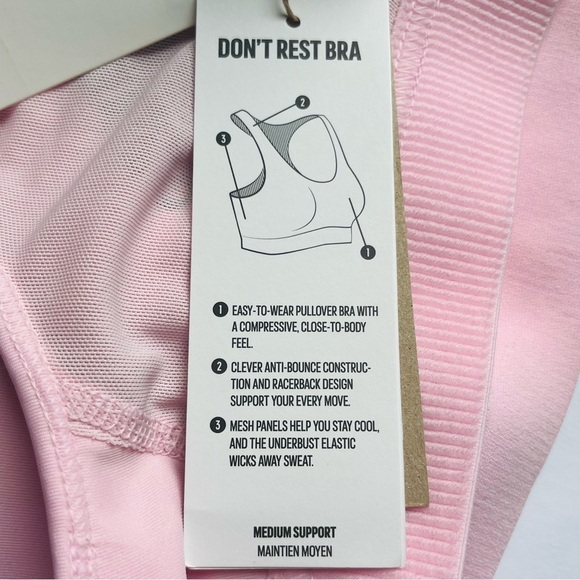 DON'T REST BRA
2
3
1
1 EASY-TO-WEAR PULLOVER BRA WITH
A COMPRESSIVE, CLOSE-TO-BODY
FEEL.
2 CLEVER ANTI-BOUNCE CONSTRUC-
TION AND RACERBACK DESIGN
SUPPORT YOUR EVERY MOVE.
3 MESH PANELS HELP YOU STAY COOL,
AND THE UNDERBUST ELASTIC
WICKS AWAY SWEAT.
MEDIUM SUPPORT
MAINTIEN MOYEN